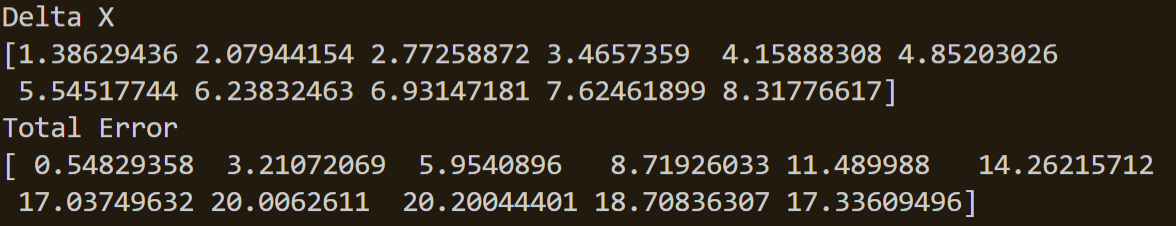 Delta X
[1.38629436 2.07944154 2.77258872 3.4657359  4.15888308 4.85203026
 5.54517744 6.23832463 6.93147181 7.62461899 8.31776617]
Total Error
[ 0.54829358  3.21072069  5.9540896   8.71926033 11.489988   14.26215712
 17.03749632 20.0062611  20.20044401 18.70836307 17.33609496]